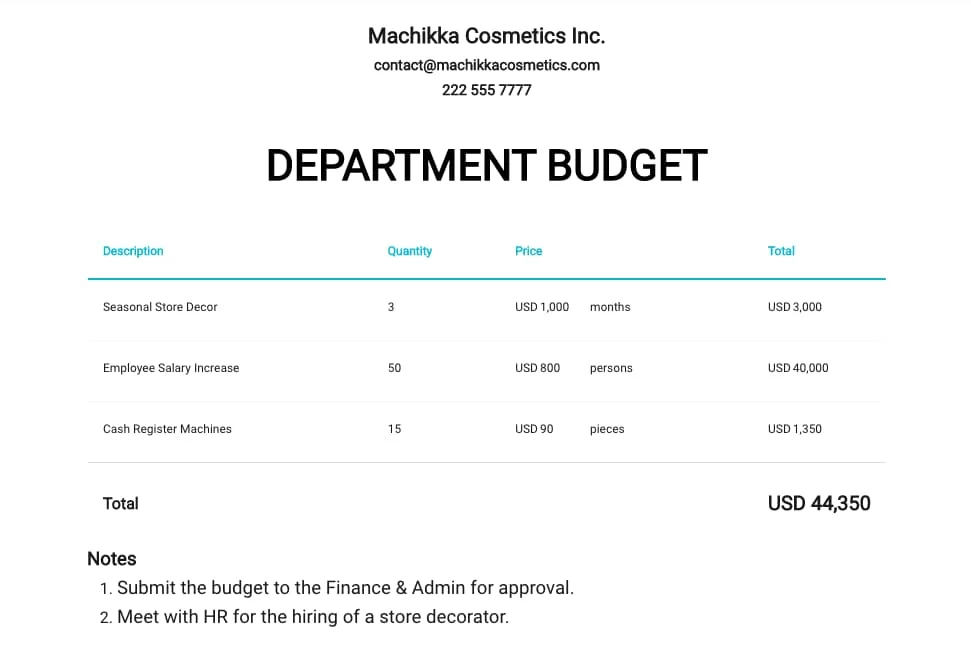 Machikka Cosmetics Inc.
contact@machikkacosmetics.com
222 555 7777
DEPARTMENT BUDGET
Description Quantity Price Total
Seasonal Store Decor 3 USD 1,000 months USD 3,000
Employee Salary Increase 50 USD 800 persons USD 40,000
Cash Register Machines 15 USD 90 pieces USD 1,350
Total USD 44,350
Notes
1. Submit the budget to the Finance & Admin for approval.
2. Meet with HR for the hiring of a store decorator.